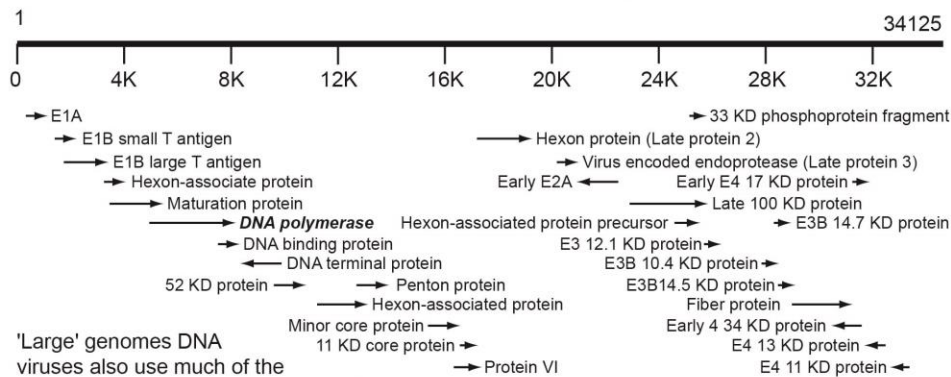 1 34125
0 4K 8K 12K 16K 20K 24K 28K 32K
E1A 33 KD phosphoprotein fragment
E1B small T antigen Hexon protein (Late protein 2)
E1B large T antigen Virus encoded endoprotease (Late protein 3)
Hexon-associate protein Early E2A Early E4 17 KD protein
Maturation protein Late 100 KD protein
DNA polymerase Hexon-associated protein precursor E3B 14.7 KD protein
DNA binding protein E3 12.1 KD protein
DNA terminal protein E3B 10.4 KD protein
52 KD protein Penton protein E3B14.5 KD protein
Hexon-associated protein Fiber protein
Minor core protein Early 4 34 KD protein
'Large' genomes DNA 11 KD core protein E4 13 KD protein
viruses also use much of the Protein VI E4 11 KD protein